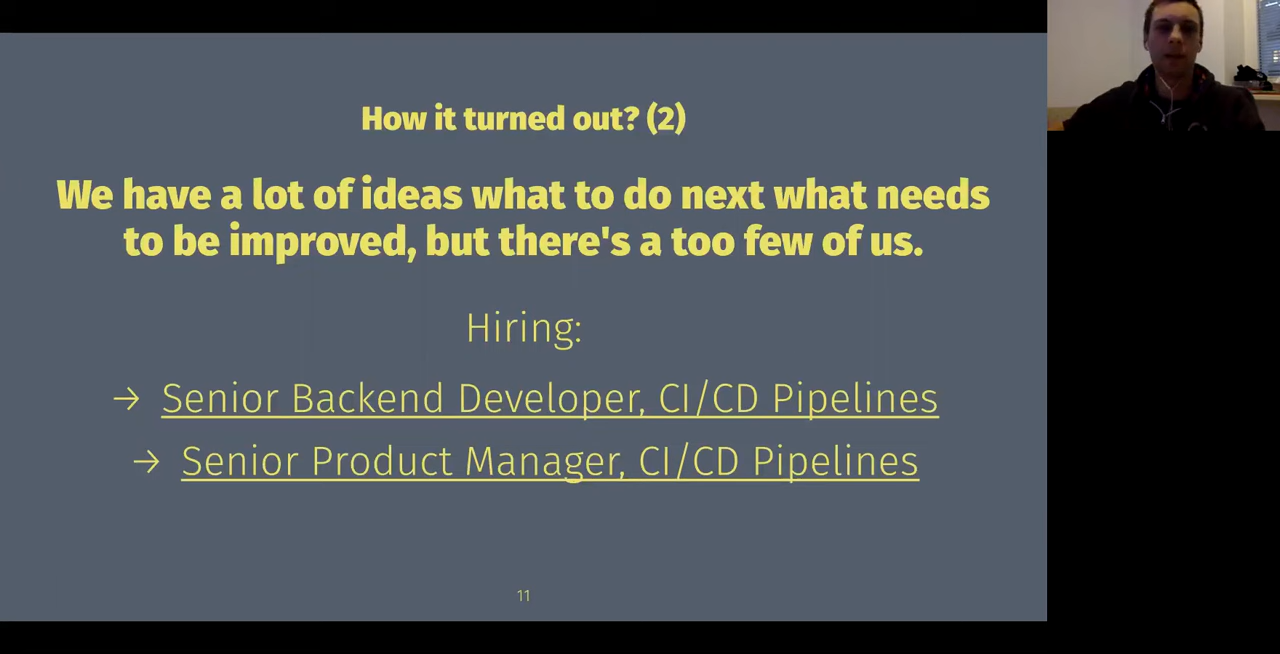 How it turned out? (2)
We have a lot of ideas what to do next what needs
to be improved, but there's a too few of us.
Hiring:
→ Senior Backend Developer, CI/CD Pipelines
→ Senior Product Manager, CI/CD Pipelines
11